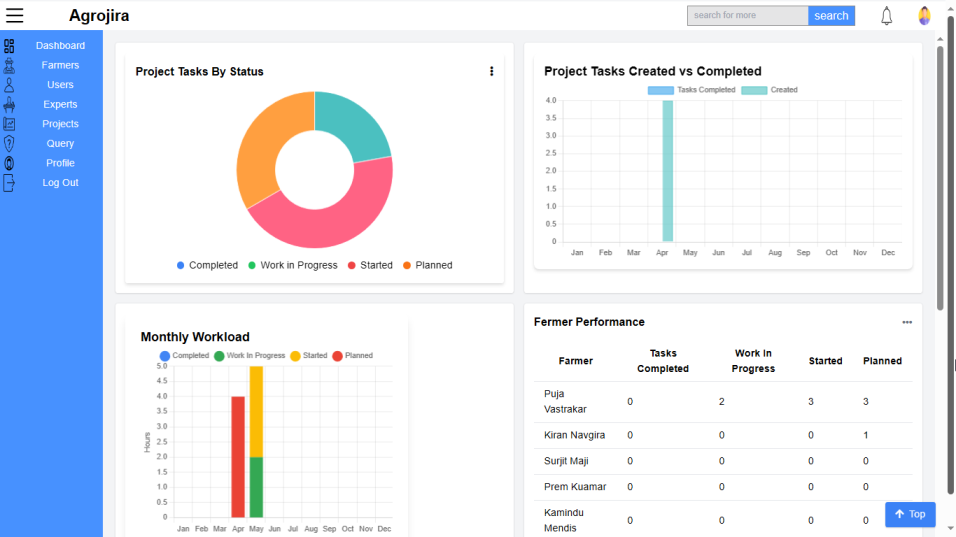 Agrojira
search for more
search
Dashboard
Farmers
Users
Experts
Projects
Query
Profile
Log Out
Project Tasks By Status
Completed Work in Progress Started Planned
Project Tasks Created vs Completed
Tasks Completed Created
4.0
3.5
3.0
2.5
2.0
1.5
1.0
0.5
0
Jan Feb Mar Apr May Jun Jul Aug Sep Oct Nov Dec
Monthly Workload
Completed Work In Progress Started Planned
Hours
5.0
4.5
4.0
3.5
3.0
2.5
2.0
1.5
1.0
0.5
0
Jan Feb Mar Apr May Jun Jul Aug Sep Oct Nov Dec
Fermer Performance
Farmer Tasks Completed Work In Progress Started Planned
Puja Vastrakar 0 2 3 3
Kiran Navgira 0 0 0 1
Surjit Maji 0 0 0 0
Prem Kuamar 0 0 0 0
Kamindu Mendis 0 0 0 0
Top